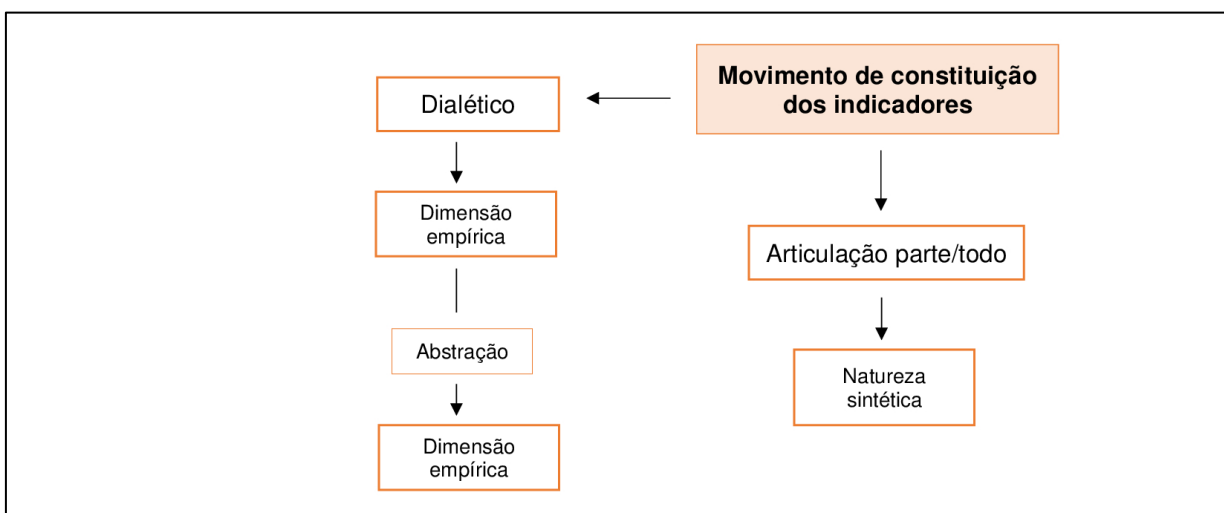 Movimento de constituição
dos indicadores
Dialético
Dimensão
empírica
Abstração
Dimensão
empírica
Articulação parte/todo
Natureza
sintética